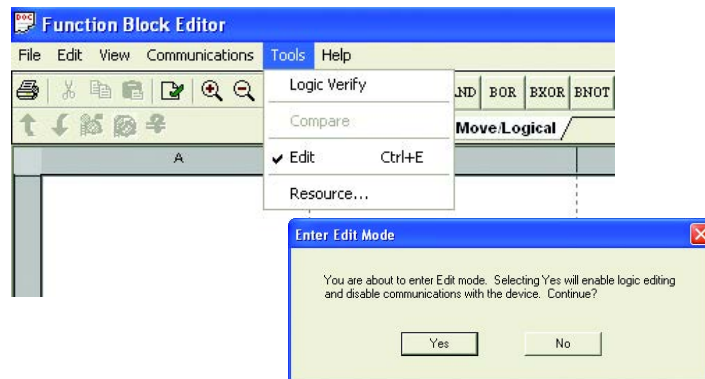 DOC
Function Block Editor
File Edit View Communications Tools Help
BOR BXOR BNOT
Logic Verify
Compare
Move/Logical
Edit Ctrl+E
A
Resource...
Enter Edit Mode
You are about to enter Edit mode. Selecting Yes will enable logic editing
and disable communications with the device. Continue?
Yes No